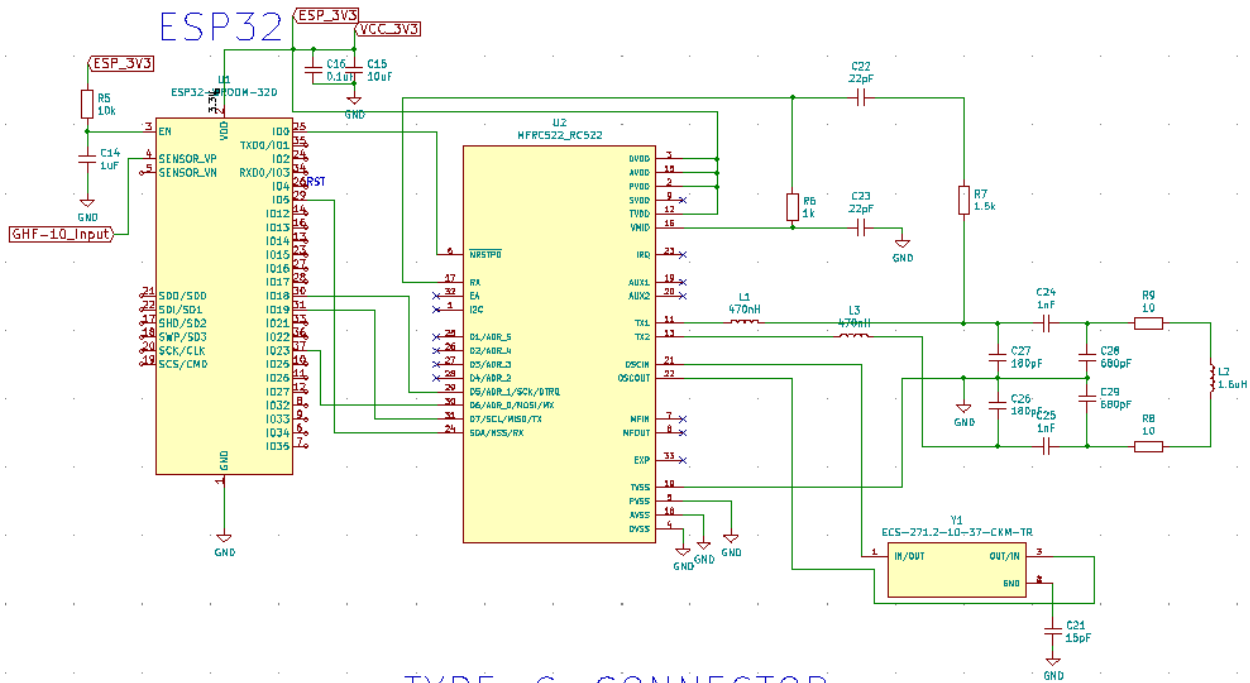 ESP32
ESP_3V3
VCC_3V3
ESP_3V3
R5
10k
C14
1uF
GND
GHF-10_Input
U1
C16
0.1uF
C15
10uF
GND
3
EN
4
SENSOR_VP
5
SENSOR_VN
21
SDO/SD0
22
SDI/SD1
17
SHD/SD2
18
SWP/SD3
20
SCK/CLK
19
SCS/CMD
VDD
2
IO0
25
TXD0/IO1
35
IO2
24
RXD0/IO3
34
IO4
26
RST
IO5
29
IO12
14
IO13
16
IO14
13
IO15
23
IO16
27
IO17
28
IO18
30
IO19
31
IO21
33
IO22
36
IO23
37
IO25
10
IO26
11
IO27
12
IO32
8
IO33
9
IO34
6
IO35
7
GND
1
GND
U2
MFRC522_RC522
6
NRSTPD
17
RX
32
EA
1
I2C
25
D1/ADR_5
26
D2/ADR_4
27
D3/ADR_3
28
D4/ADR_2
29
D5/ADR_1/SCK/DTRQ
30
D6/ADR_0/MOSI/MX
31
D7/SCL/MISO/TX
24
SDA/NSS/RX
DVDD
3
AVDD
15
PVDD
2
SVDD
9
TVDD
12
VMID
16
IRQ
23
AUX1
19
AUX2
20
TX1
11
TX2
13
OSCIN
21
OSCOUT
22
MFIN
7
MFOUT
8
EXP
33
TVSS
10
PVSS
5
AVSS
18
DVSS
4
GND
GND
GND
C22
22pF
R6
1k
C23
22pF
GND
R7
1.5k
L1
470nH
L3
470nH
C24
1nF
R9
10
C27
180pF
C28
680pF
L2
1.6uH
GND
C26
180pF
C29
680pF
C25
1nF
R8
10
Y1
ECS-271.2-10-37-CKM-TR
1
IN/OUT
OUT/IN
3
GND
C21
15pF
GND
TYPE C CONNECTOR